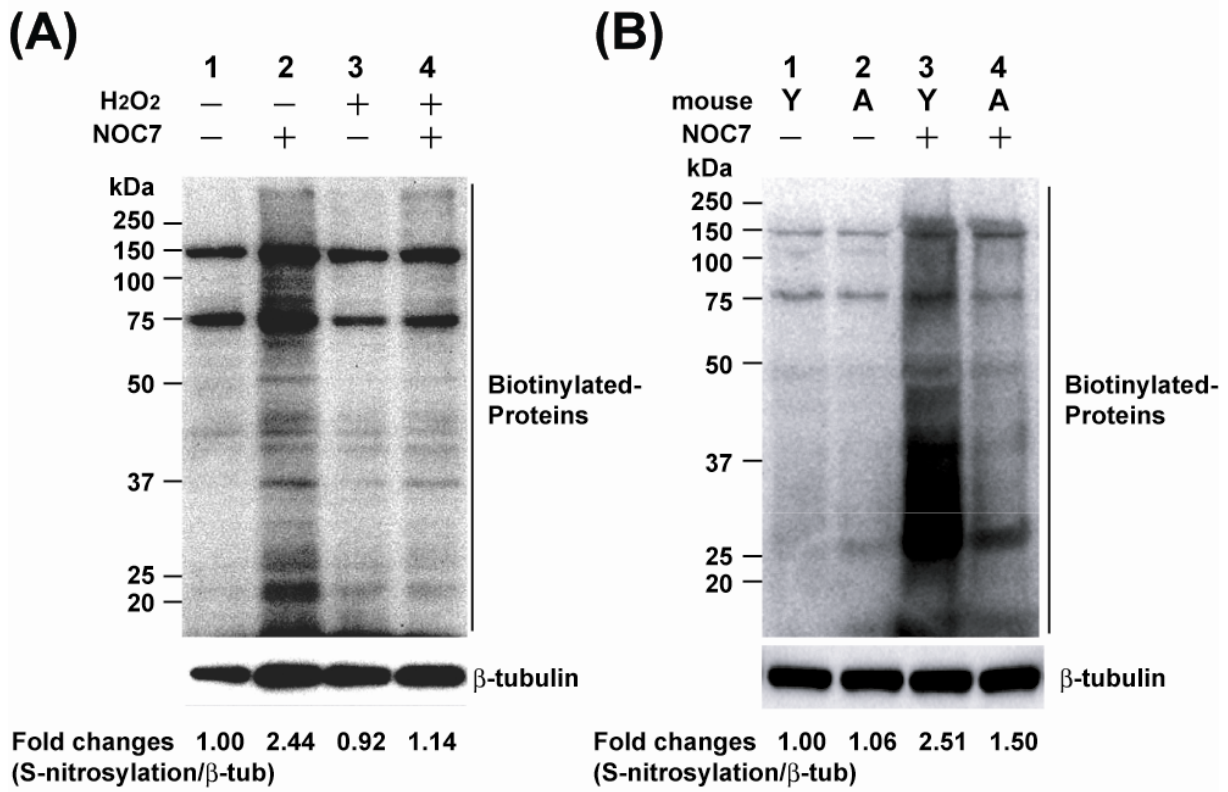 (A)
1 2 3 4
H2O2 – – + +
NOC7 – + – +
kDa
250
150
100
75
50
37
25
20
Biotinylated-
Proteins
β-tubulin
Fold changes 1.00 2.44 0.92 1.14
(S-nitrosylation/β-tub)
(B)
1 2 3 4
mouse Y A Y A
NOC7 – – + +
kDa
250
150
100
75
50
37
25
20
Biotinylated-
Proteins
β-tubulin
Fold changes 1.00 1.06 2.51 1.50
(S-nitrosylation/β-tub)